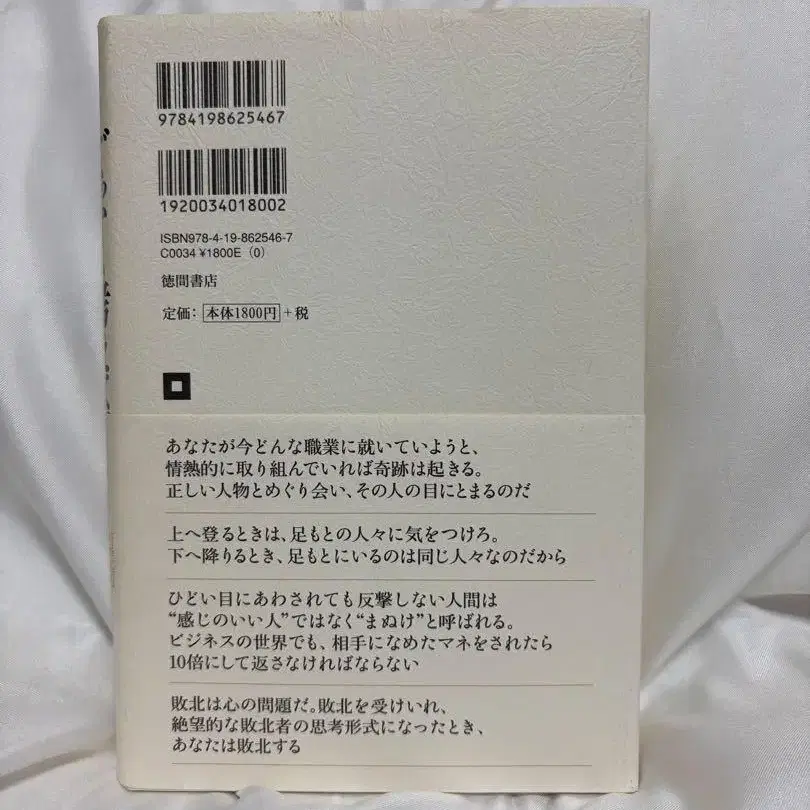 9784198625467
1920034018002
ISBN978-4-19-862546-7
C0034 ¥1800E (0)
徳間書店
定価: 本体1800円 +税
あなたが今どんな職業に就いていようと、
情熱的に取り組んでいれば奇跡は起きる。
正しい人物とめぐり会い、その人の目にとまるのだ
上へ登るときは、足もとの人々に気をつけろ。
下へ降りるとき、足もとにいるのは同じ人々なのだから
ひどい目にあわされても反撃しない人間は
“感じのいい人”ではなく“まぬけ”と呼ばれる。
ビジネスの世界でも、相手になめたマネをされたら
10倍にして返さなければならない
敗北は心の問題だ。敗北を受けいれ、
絶望的な敗北者の思考形式になったとき、
あなたは敗北する